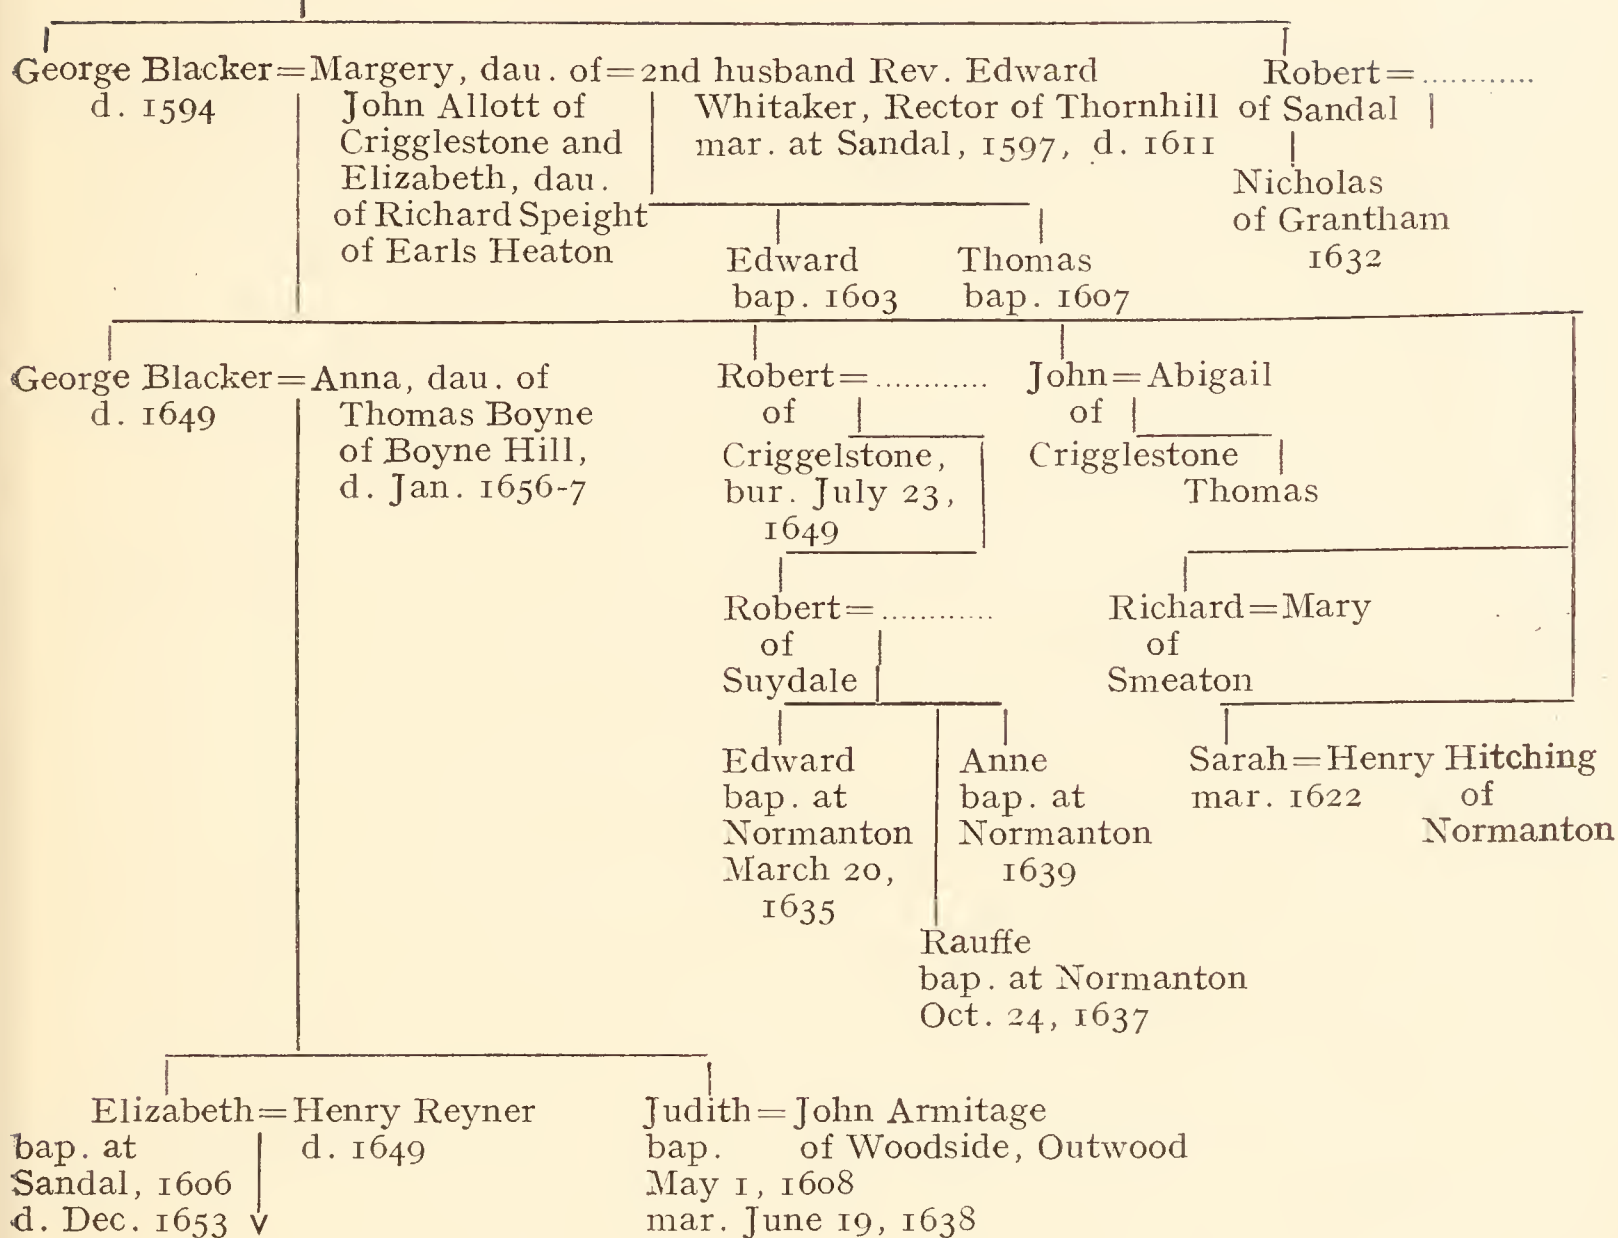 George Blacker=Margery, dau. of=2nd husband Rev. Edward
d. 1594
John Allott of
Crigglestone and
Elizabeth, dau.
of Richard Speight
of Earls Heaton
Whitaker, Rector of Thornhill
mar. at Sandal, 1597, d. 1611
Robert=............
of Sandal
Nicholas
of Grantham
1632
Edward
bap. 1603
Thomas
bap. 1607
George Blacker=Anna, dau. of
d. 1649
Thomas Boyne
of Boyne Hill,
d. Jan. 1656-7
Robert=............
of
Criggelstone,
bur. July 23,
1649
John=Abigail
of
Crigglestone
Thomas
Robert=............
of
Suydale
Richard=Mary
of
Smeaton
Edward
bap. at
Normanton
March 20,
1635
Anne
bap. at
Normanton
1639
Sarah=Henry Hitching
mar. 1622
of
Normanton
Rauffe
bap. at Normanton
Oct. 24, 1637
Elizabeth=Henry Reyner
bap. at
Sandal, 1606
d. Dec. 1653
d. 1649
Judith=John Armitage
bap.
of Woodside, Outwood
May 1, 1608
mar. June 19, 1638